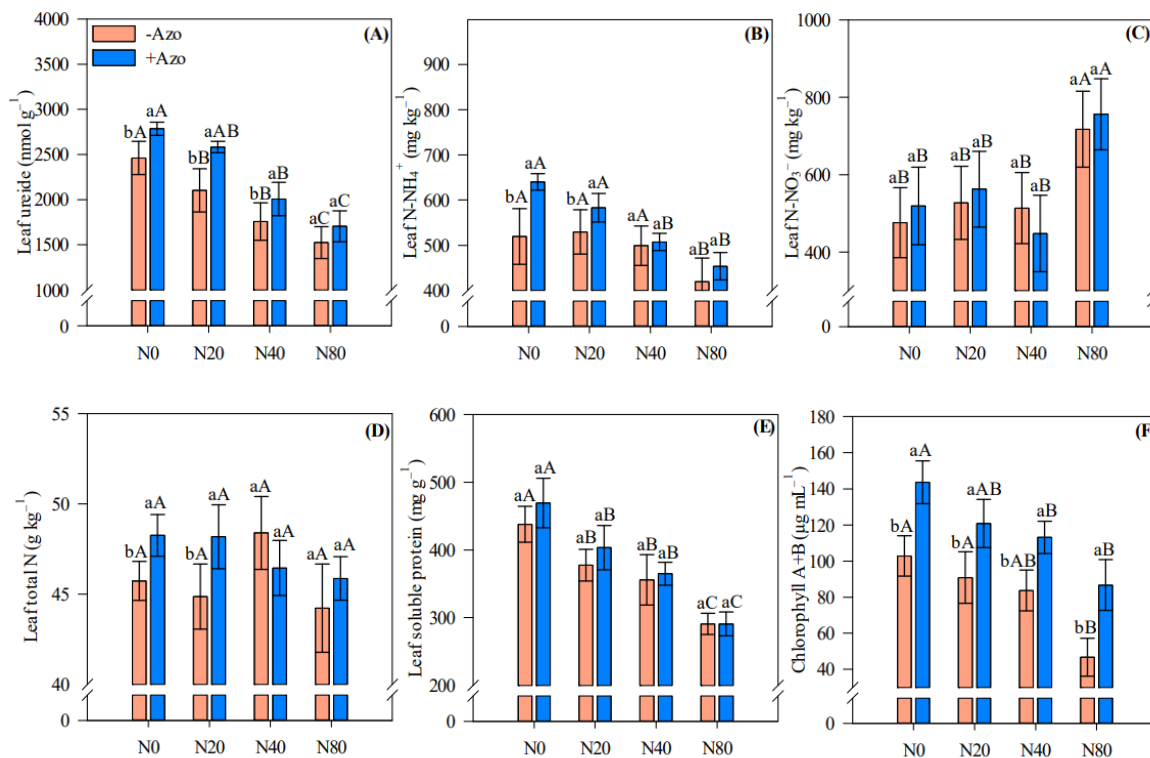 (A)
-Azo
+Azo
Leaf ureide (nmol g⁻¹)
4000
3500
3000
2500
2000
1500
1000
0
bA
aA
bB
aAB
bB
aB
aC
aC
N0 N20 N40 N80
(B)
Leaf N-NH₄⁺ (mg kg⁻¹)
900
800
700
600
500
400
0
bA
aA
bA
aA
aA
aB
aB
aB
N0 N20 N40 N80
(C)
Leaf N-NO₃⁻ (mg kg⁻¹)
1000
800
600
400
0
aB
aB
aB
aB
aB
aB
aA
aA
N0 N20 N40 N80
(D)
Leaf total N (g kg⁻¹)
55
50
45
40
0
bA
aA
bA
aA
aA
aA
aA
aA
N0 N20 N40 N80
(E)
Leaf soluble protein (mg g⁻¹)
600
500
400
300
200
0
aA
aA
aB
aB
aB
aB
aC
aC
N0 N20 N40 N80
(F)
Chlorophyll A+B (µg mL⁻¹)
180
160
140
120
100
80
60
40
0
bA
aA
bA
aAB
bAB
aB
bB
aB
N0 N20 N40 N80